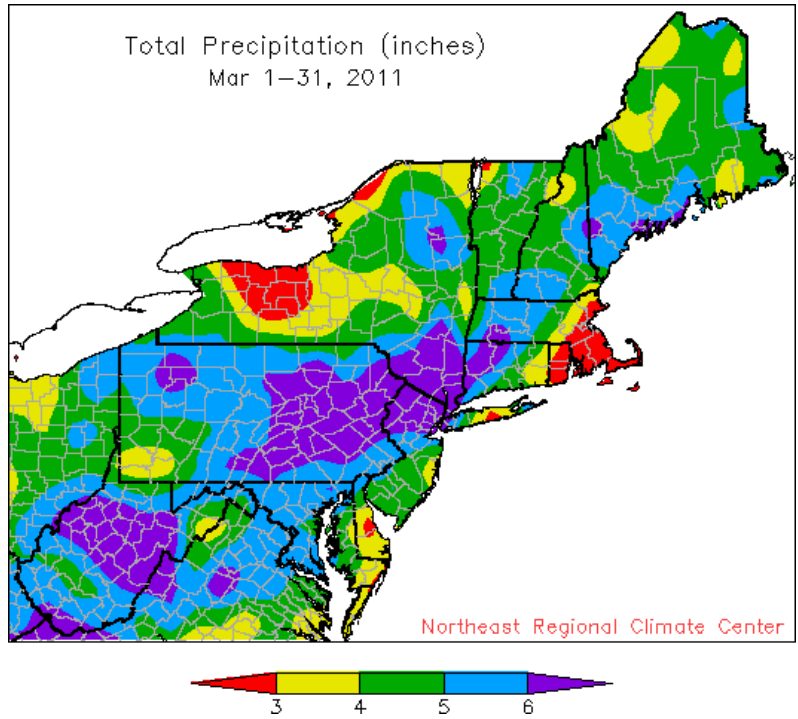 Total Precipitation (inches)
Mar 1-31, 2011
Northeast Regional Climate Center
3 4 5 6